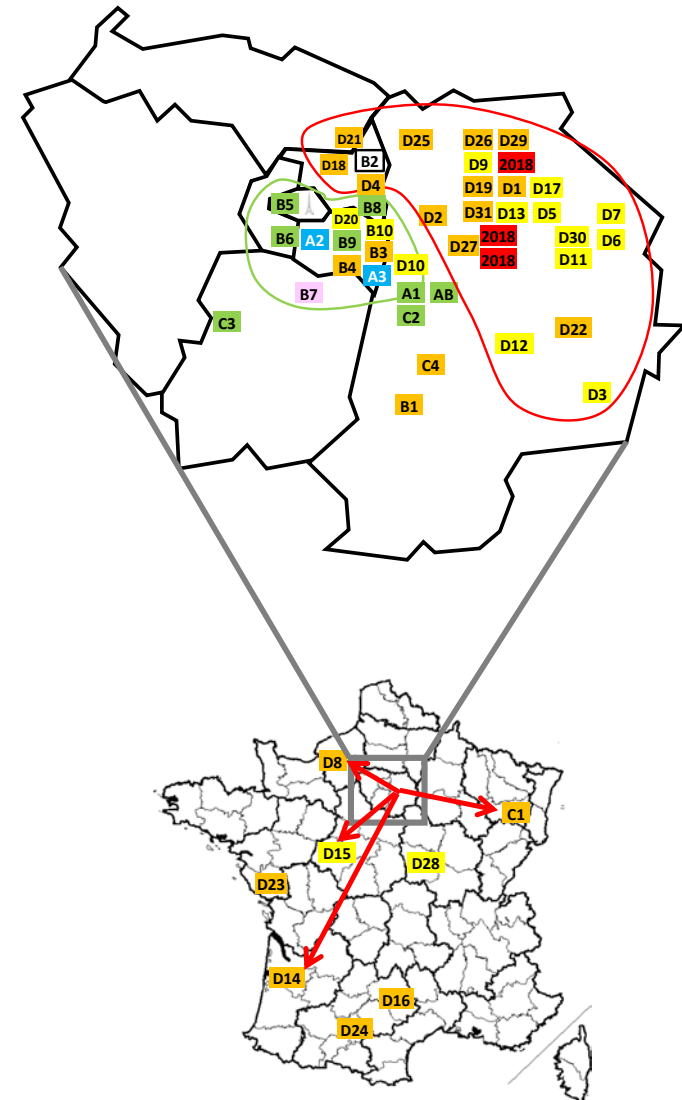 D21
D25
D26 D29
D18 B2 D9 2018
D4 D19 D1 D17
B5 B8 D20 D2 D31 D13 D5 D7
B6 A2 B9 B10 D27 2018 D30 D6
B4 B3 D10 2018 D11
A3
B7 A1 AB
C3 C2
D12 D22
C4
B1 D3
D8
C1
D15 D28
D23
D14
D16
D24